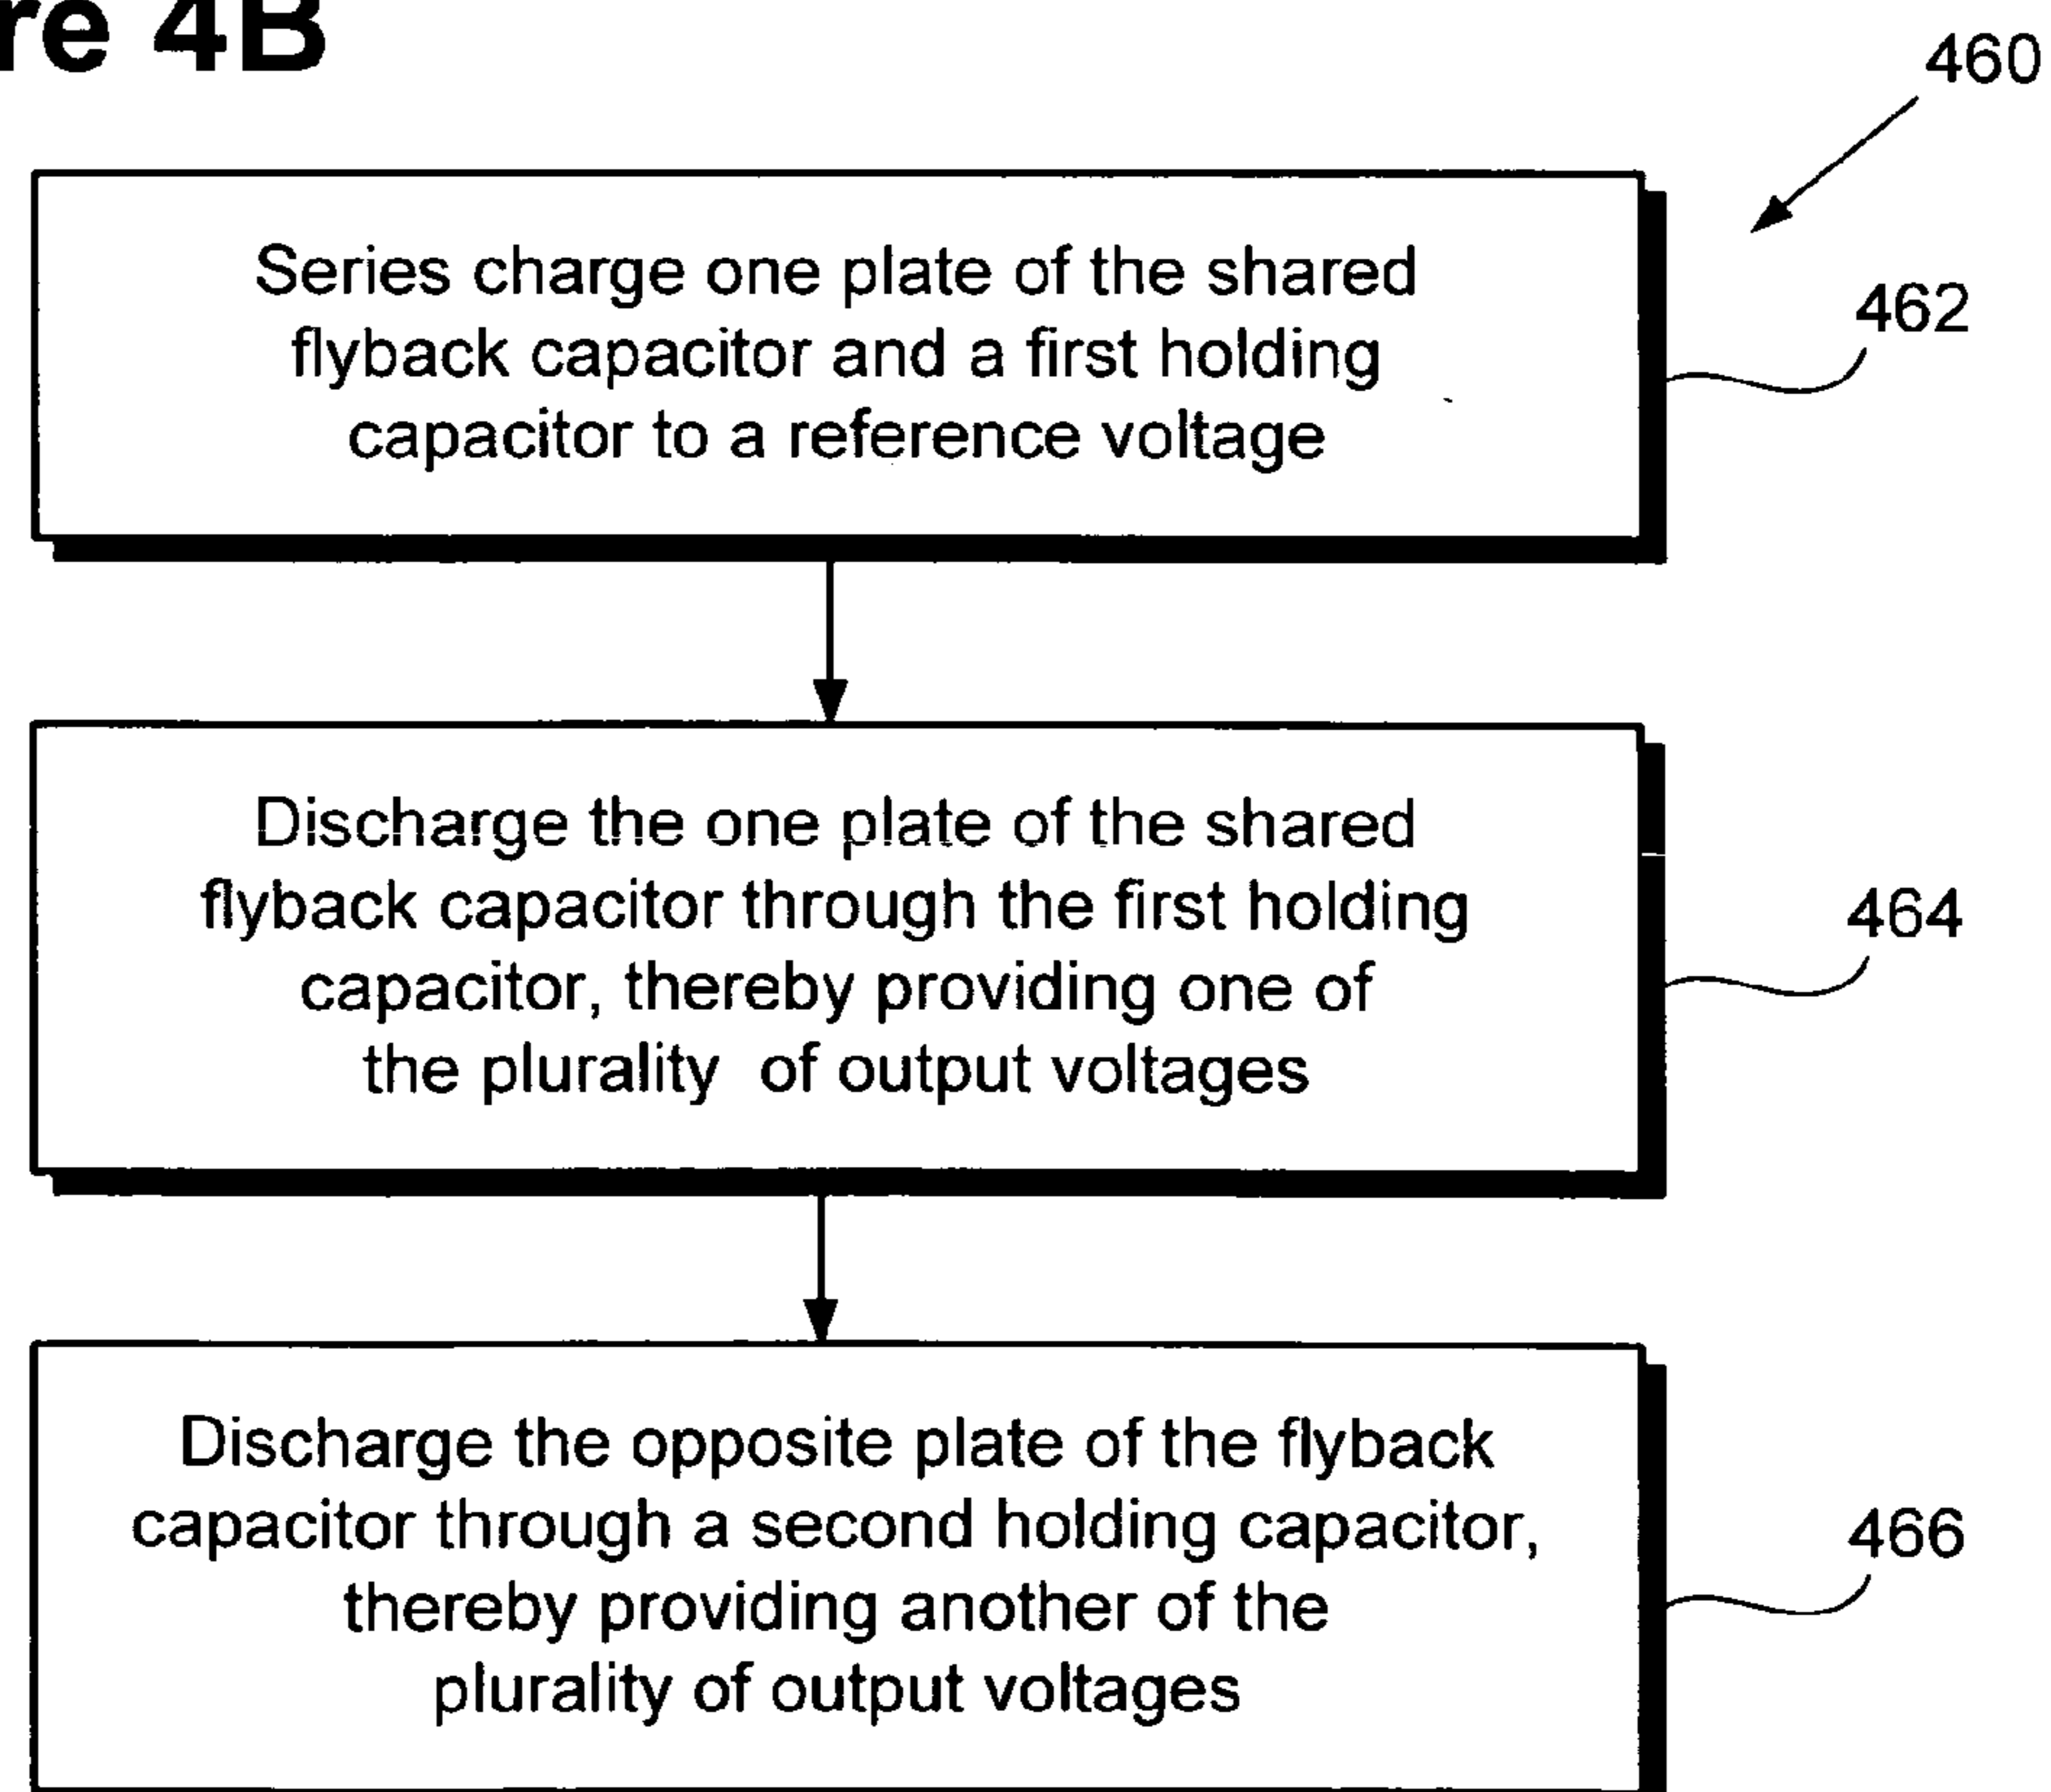 re 4B
460
Series charge one plate of the shared
flyback capacitor and a first holding
capacitor to a reference voltage
462
Discharge the one plate of the shared
flyback capacitor through the first holding
capacitor, thereby providing one of
the plurality of output voltages
464
Discharge the opposite plate of the flyback
capacitor through a second holding capacitor,
thereby providing another of the
plurality of output voltages
466